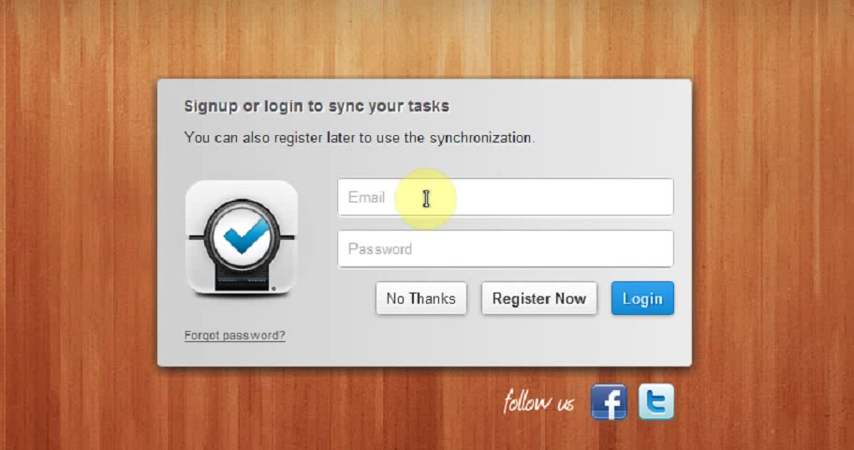 Signup or login to sync your tasks
You can also register later to use the synchronization.
Email
Password
No Thanks
Register Now
Login
Forgot password?
follow us